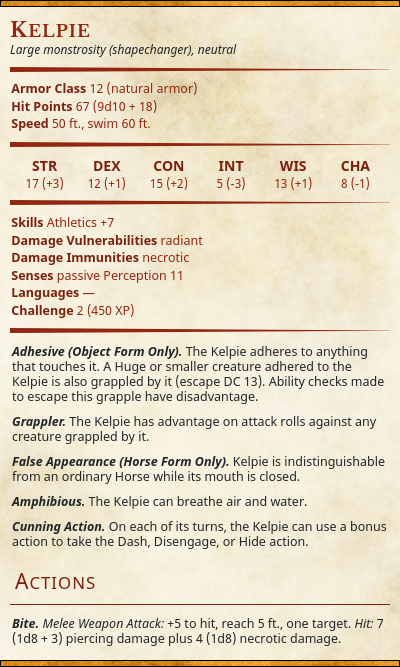 Kelpie
Large monstrosity (shapechanger), neutral
Armor Class 12 (natural armor)
Hit Points 67 (9d10 + 18)
Speed 50 ft., swim 60 ft.
STR DEX CON INT WIS CHA
17 (+3) 12 (+1) 15 (+2) 5 (-3) 13 (+1) 8 (-1)
Skills Athletics +7
Damage Vulnerabilities radiant
Damage Immunities necrotic
Senses passive Perception 11
Languages —
Challenge 2 (450 XP)
Adhesive (Object Form Only). The Kelpie adheres to anything
that touches it. A Huge or smaller creature adhered to the
Kelpie is also grappled by it (escape DC 13). Ability checks made
to escape this grapple have disadvantage.
Grappler. The Kelpie has advantage on attack rolls against any
creature grappled by it.
False Appearance (Horse Form Only). Kelpie is indistinguishable
from an ordinary Horse while its mouth is closed.
Amphibious. The Kelpie can breathe air and water.
Cunning Action. On each of its turns, the Kelpie can use a bonus
action to take the Dash, Disengage, or Hide action.
Actions
Bite. Melee Weapon Attack: +5 to hit, reach 5 ft., one target. Hit: 7
(1d8 + 3) piercing damage plus 4 (1d8) necrotic damage.